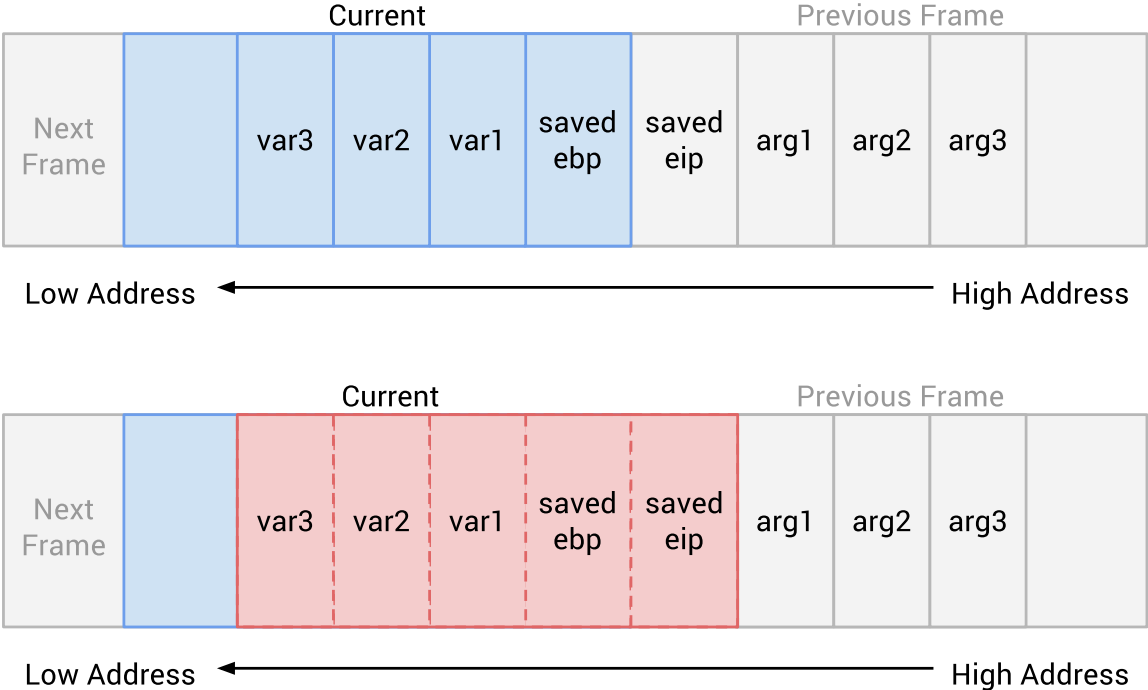 Current
Previous Frame
Next
Frame
var3
var2
var1
saved
ebp
saved
eip
arg1
arg2
arg3
Low Address
High Address
Current
Previous Frame
Next
Frame
var3
var2
var1
saved
ebp
saved
eip
arg1
arg2
arg3
Low Address
High Address